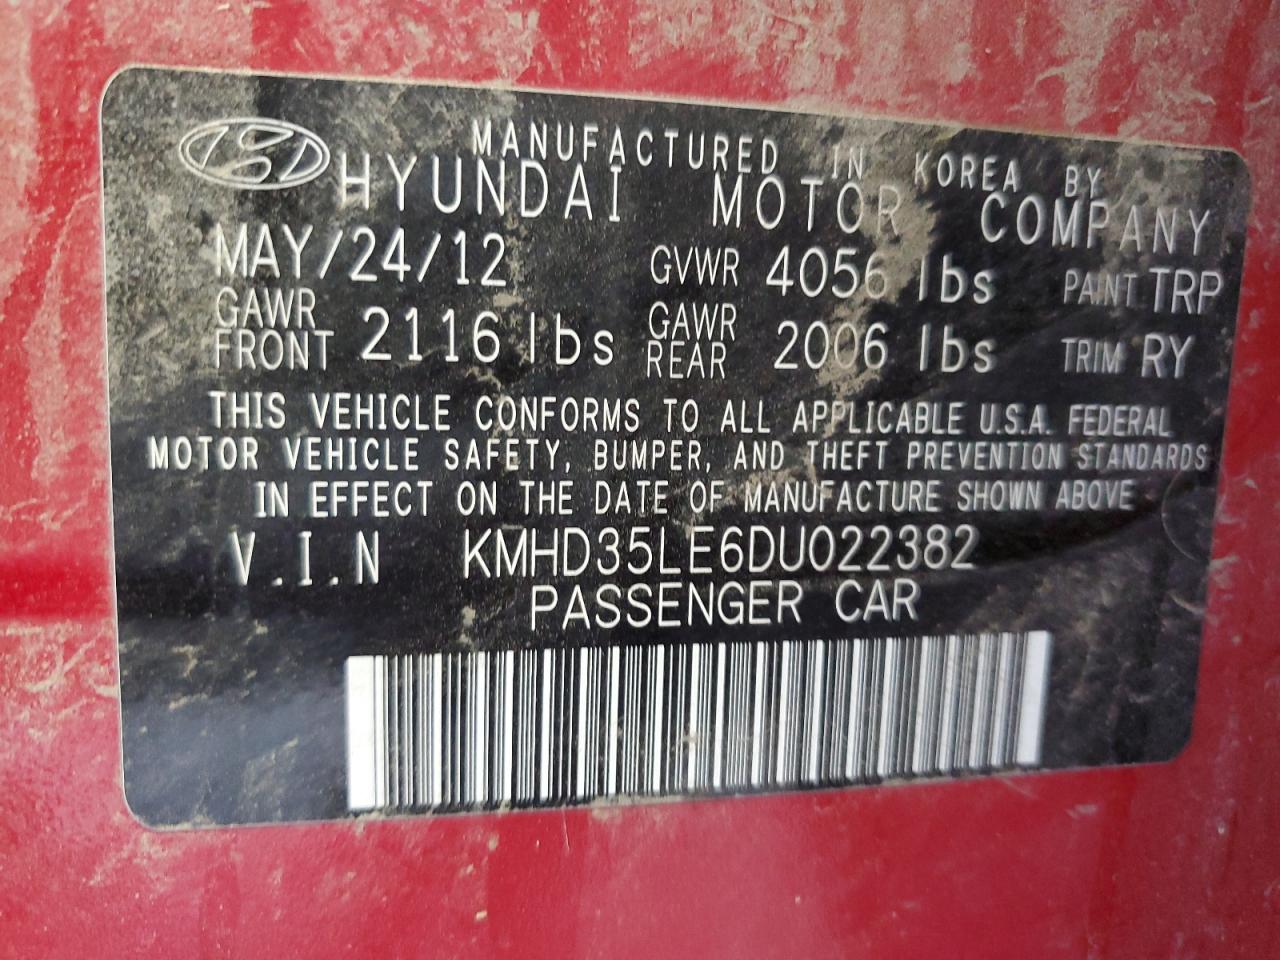 MANUFACTURED IN KOREA BY
HYUNDAI MOTOR COMPANY
MAY/24/12 GVWR 4056 lbs PAINT TRP
GAWR FRONT 2116 lbs GAWR REAR 2006 lbs TRIM RY
THIS VEHICLE CONFORMS TO ALL APPLICABLE U.S.A. FEDERAL
MOTOR VEHICLE SAFETY, BUMPER, AND THEFT PREVENTION STANDARDS
IN EFFECT ON THE DATE OF MANUFACTURE SHOWN ABOVE
V.I.N KMHD35LE6DU022382
PASSENGER CAR